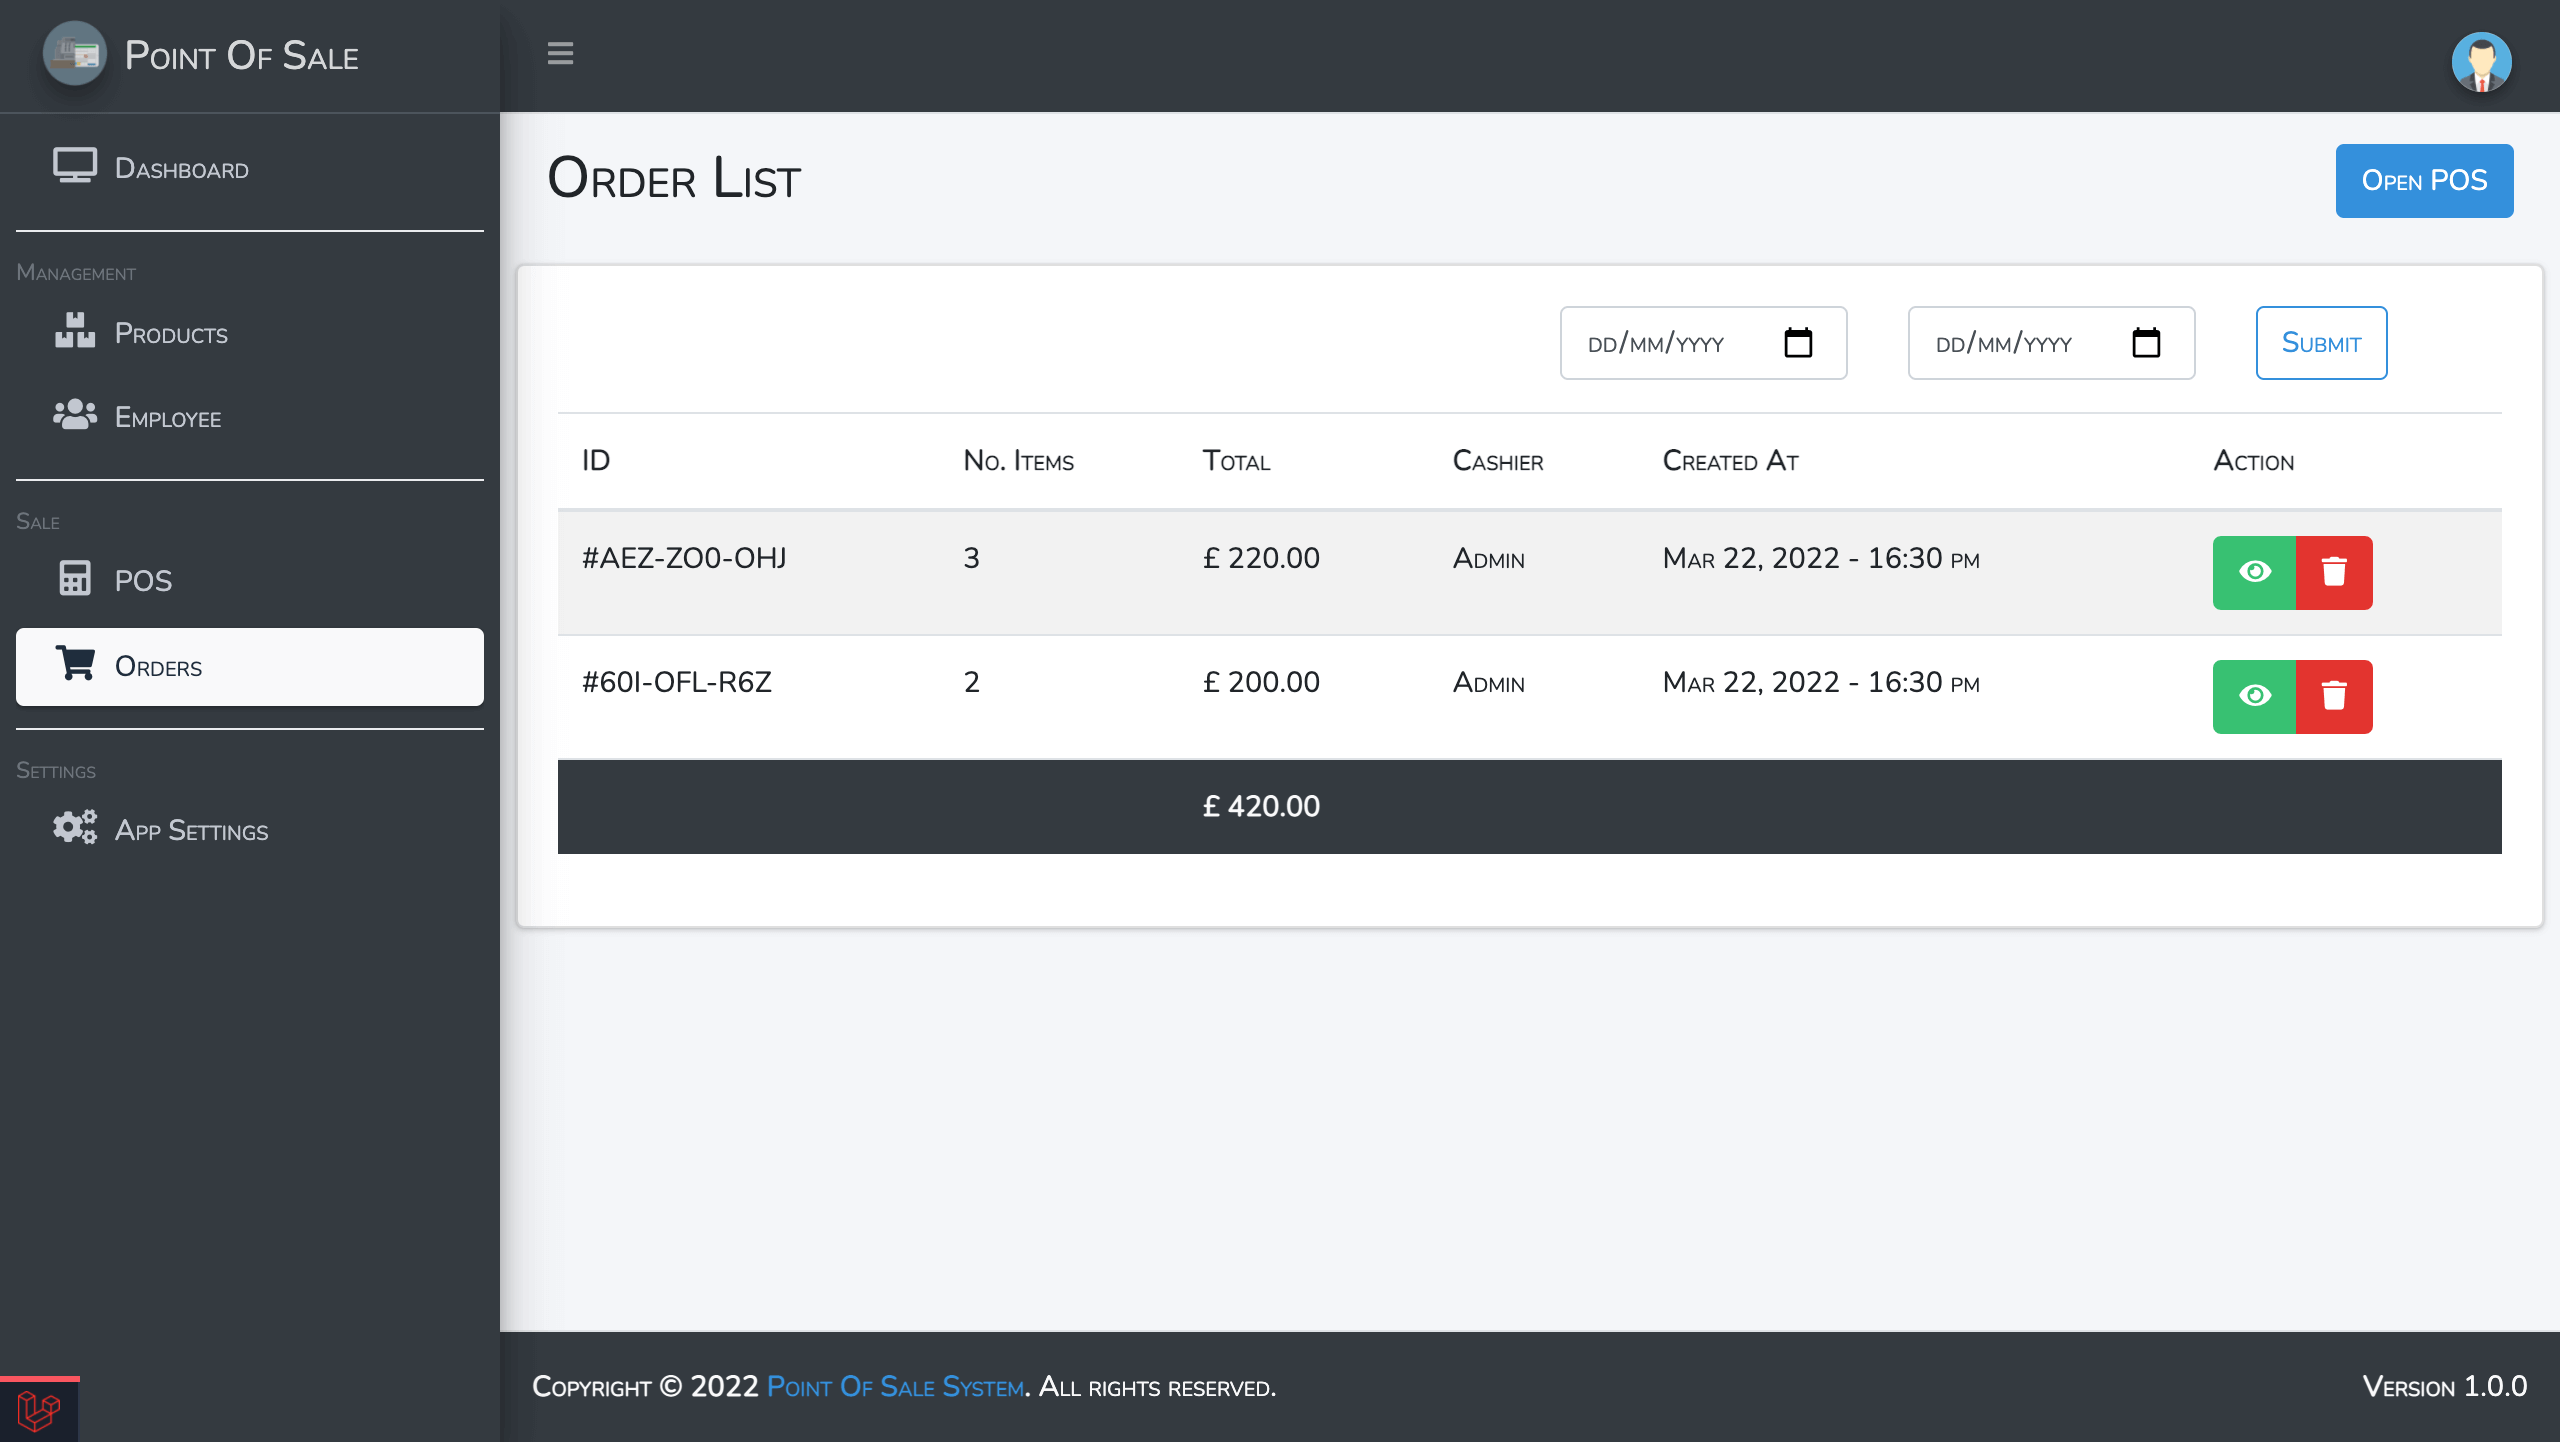 Point Of Sale
Dashboard
Management
Products
Employee
Sale
POS
Orders
Settings
App Settings
Order List
Open POS
dd/mm/yyyy dd/mm/yyyy Submit
ID No. Items Total Cashier Created At Action
#AEZ-ZO0-OHJ 3 £ 220.00 Admin Mar 22, 2022 - 16:30 pm
#60I-OFL-R6Z 2 £ 200.00 Admin Mar 22, 2022 - 16:30 pm
£ 420.00
Copyright © 2022 Point Of Sale System. All rights reserved.
Version 1.0.0